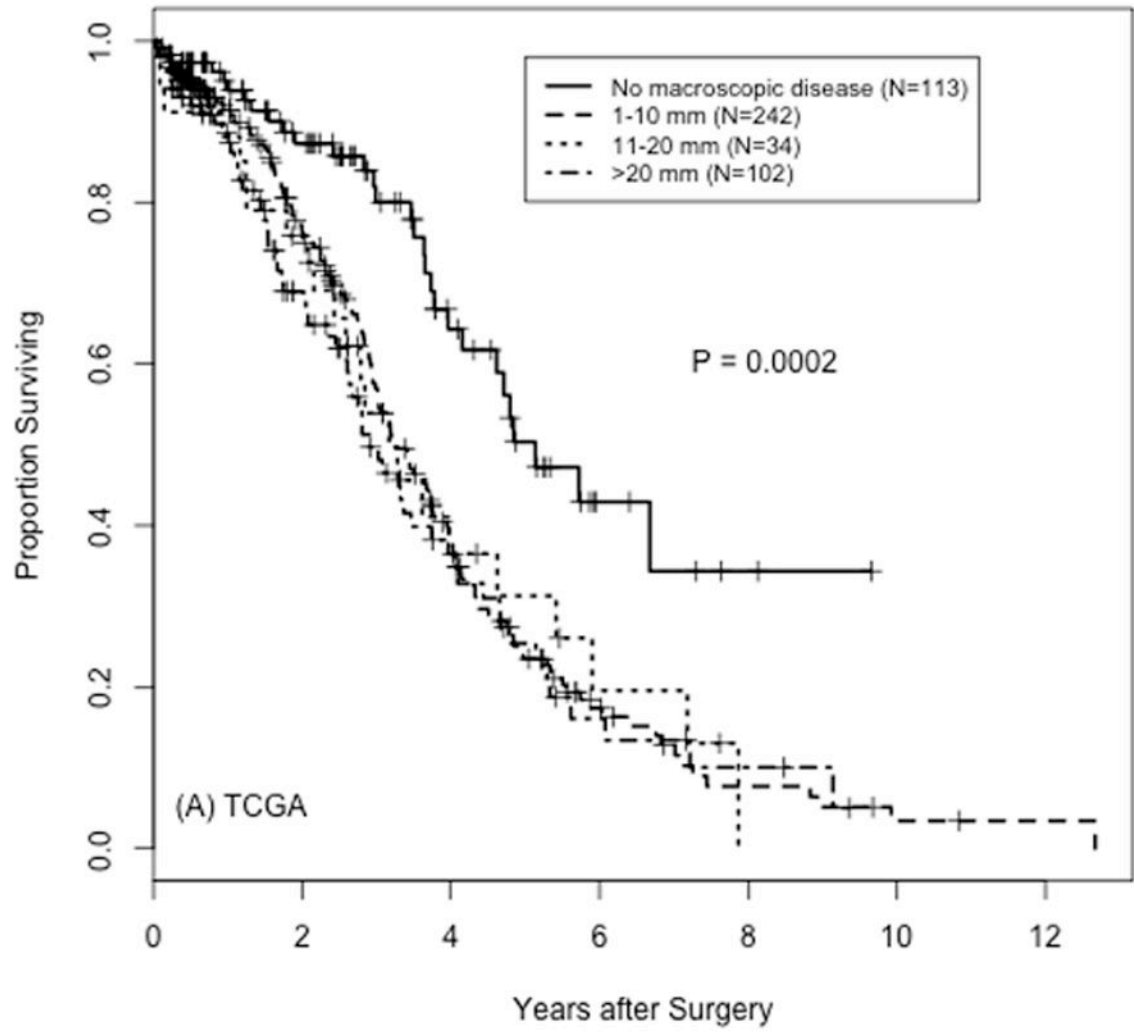 No macroscopic disease (N=113)
1-10 mm (N=242)
11-20 mm (N=34)
>20 mm (N=102)
P = 0.0002
(A) TCGA
Proportion Surviving
1.0
0.8
0.6
0.4
0.2
0.0
0 2 4 6 8 10 12
Years after Surgery